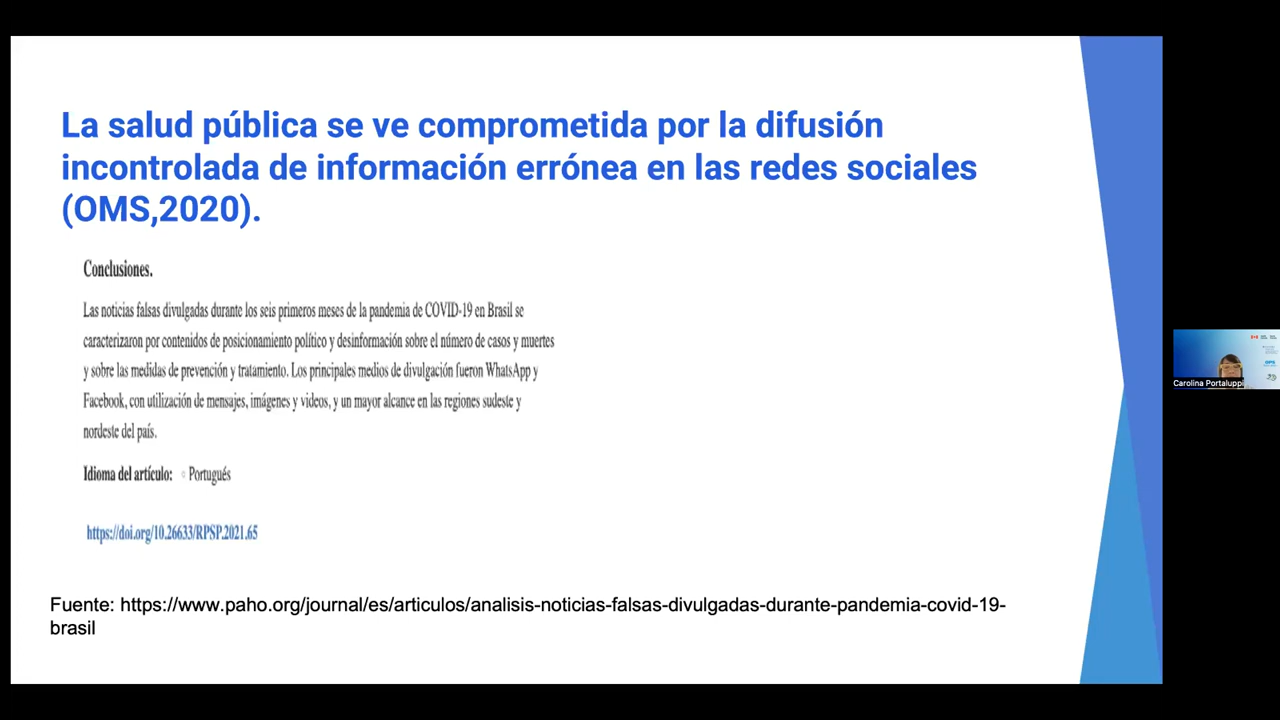 La salud pública se ve comprometida por la difusión
incontrolada de información errónea en las redes sociales
(OMS,2020).
Conclusiones.
Las noticias falsas divulgadas durante los seis primeros meses de la pandemia de COVID-19 en Brasil se
caracterizaron por contenidos de posicionamiento político y desinformación sobre el número de casos y muertes
y sobre las medidas de prevención y tratamiento. Los principales medios de divulgación fueron WhatsApp y
Facebook, con utilización de mensajes, imágenes y videos, y un mayor alcance en las regiones sudeste y
nordeste del país.
Idioma del artículo: ◦ Portugués
https://doi.org/10.26633/RPSP.2021.65
Fuente: https://www.paho.org/journal/es/articulos/analisis-noticias-falsas-divulgadas-durante-pandemia-covid-19-
brasil
Carolina Portaluppi